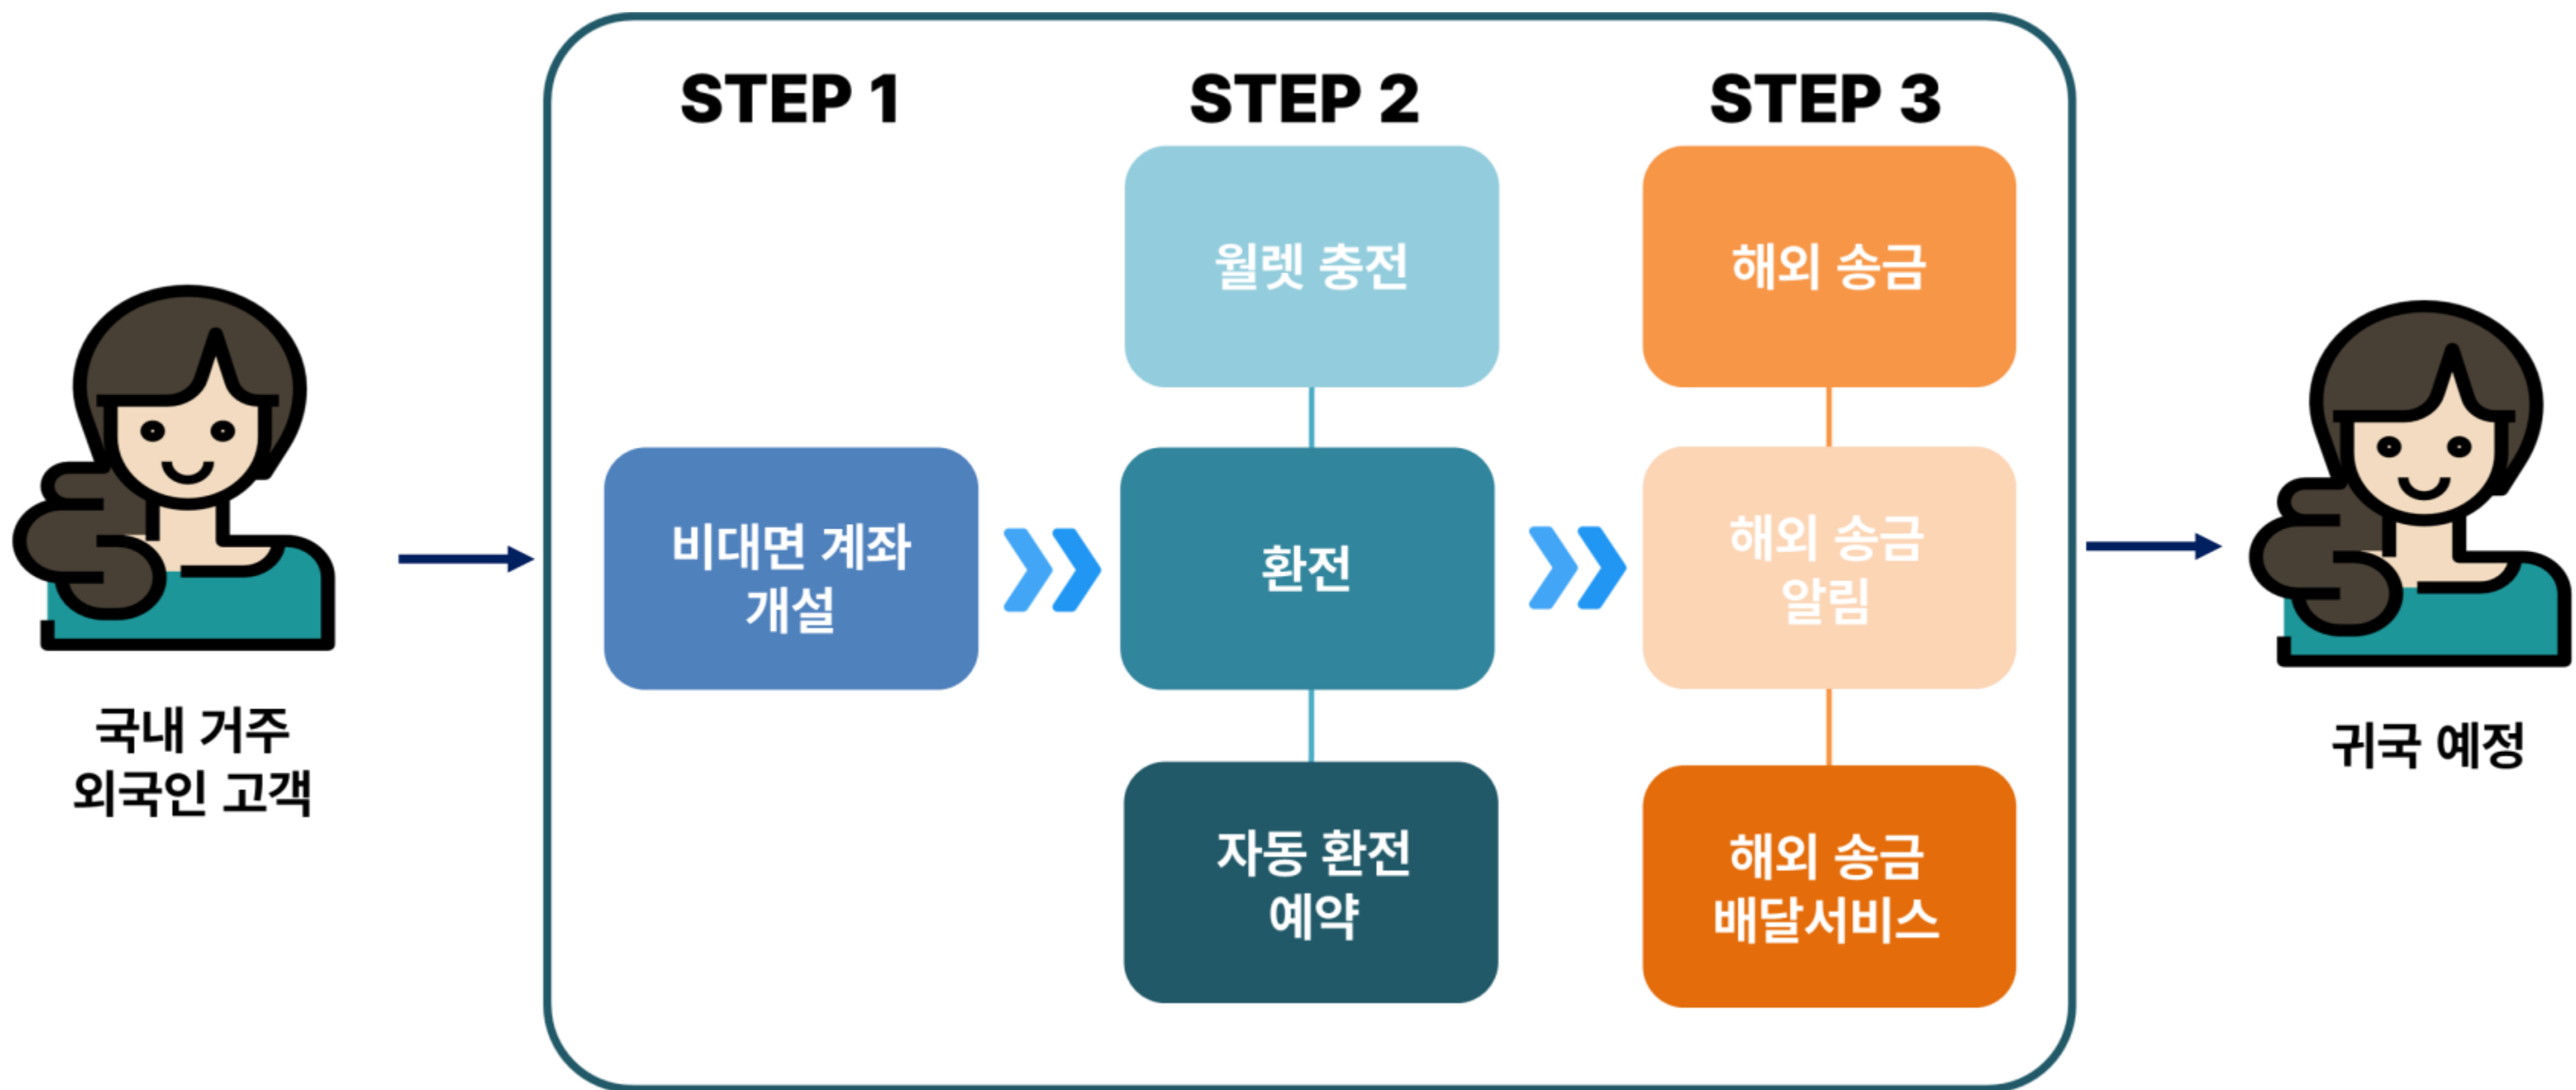 STEP 1
STEP 2
STEP 3
국내 거주
외국인 고객
비대면 계좌
개설
월렛 충전
환전
자동 환전
예약
해외 송금
해외 송금
알림
해외 송금
배달서비스
귀국 예정